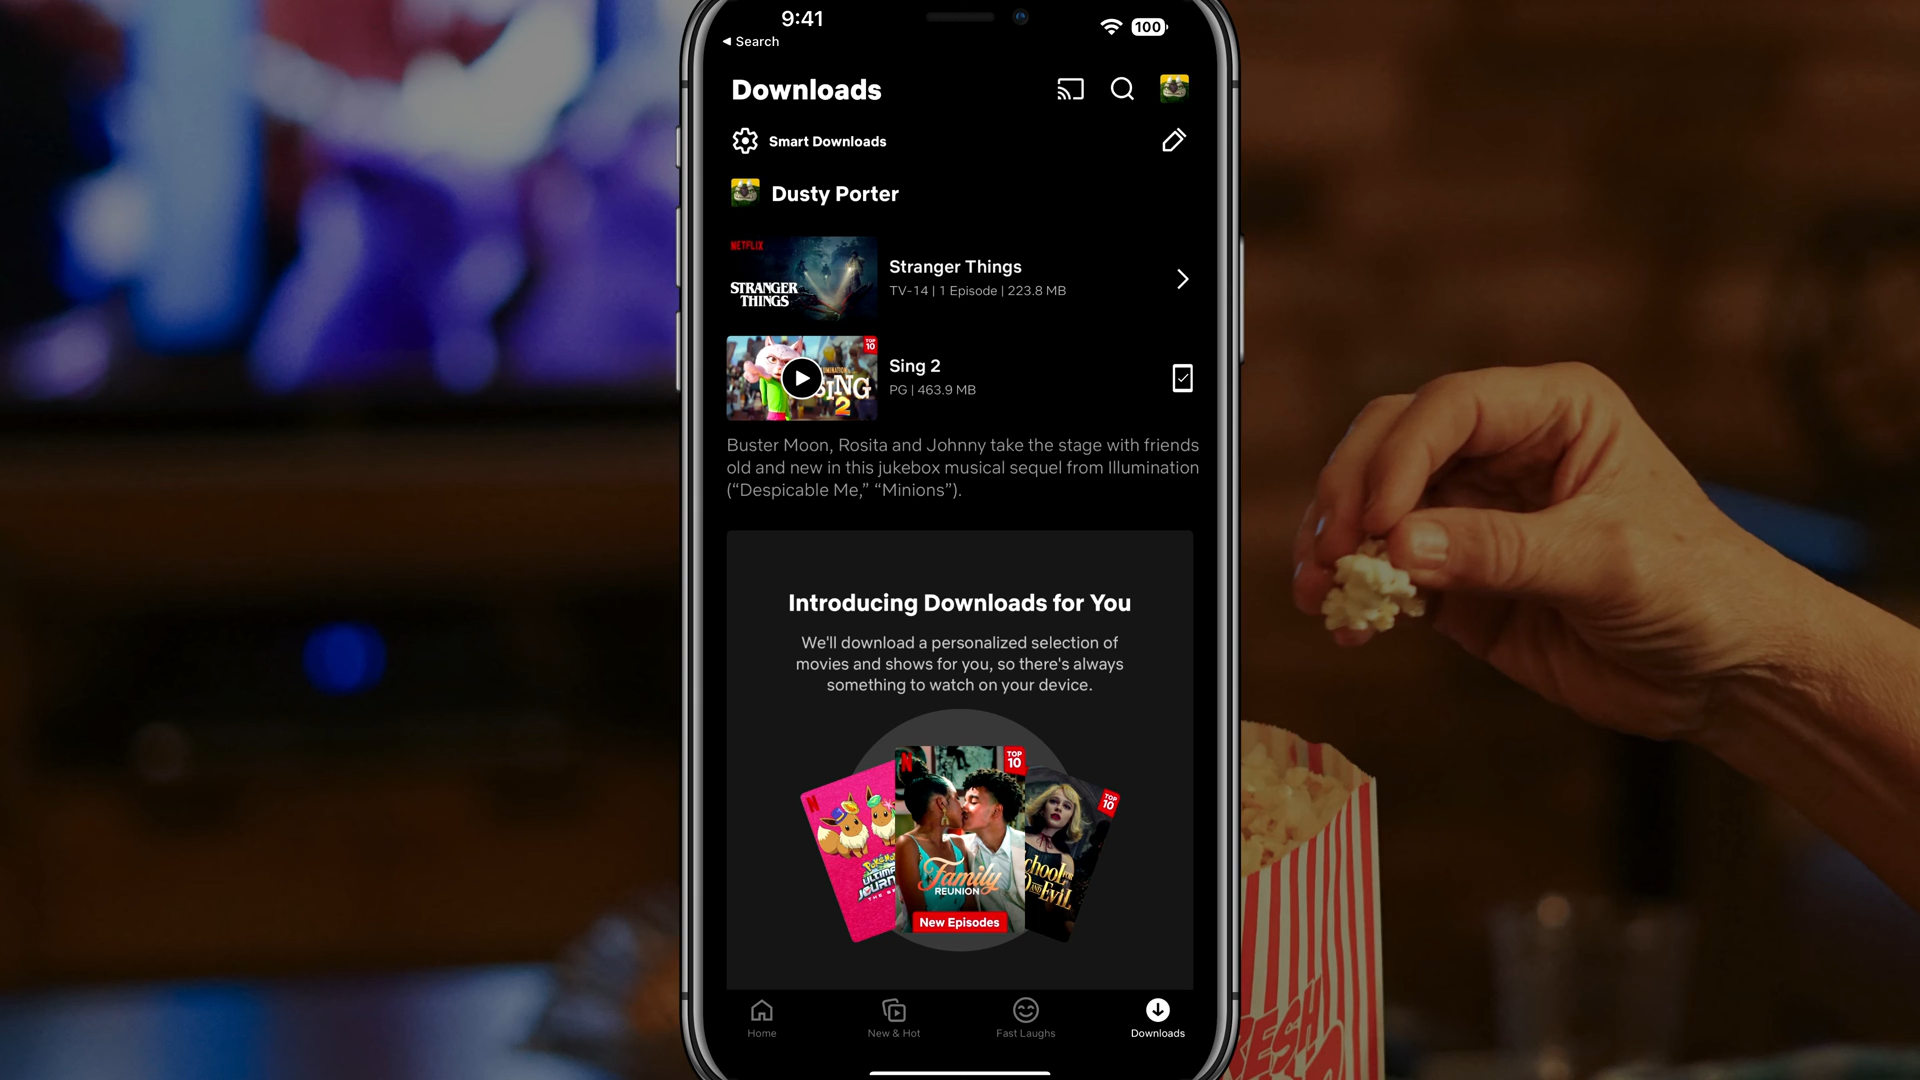 9:41
100
◀ Search
Downloads
Smart Downloads
Dusty Porter
NETFLIX
STRANGER
THINGS
Stranger Things
TV-14 | 1 Episode | 223.8 MB
TOP
10
ILLUMINATION
SING
2
Sing 2
PG | 463.9 MB
Buster Moon, Rosita and Johnny take the stage with friends
old and new in this jukebox musical sequel from Illumination
(“Despicable Me,” “Minions”).
Introducing Downloads for You
We'll download a personalized selection of
movies and shows for you, so there's always
something to watch on your device.
N
N
TOP
10
TOP
10
Family
REUNION
New Episodes
Home
New & Hot
Fast Laughs
Downloads